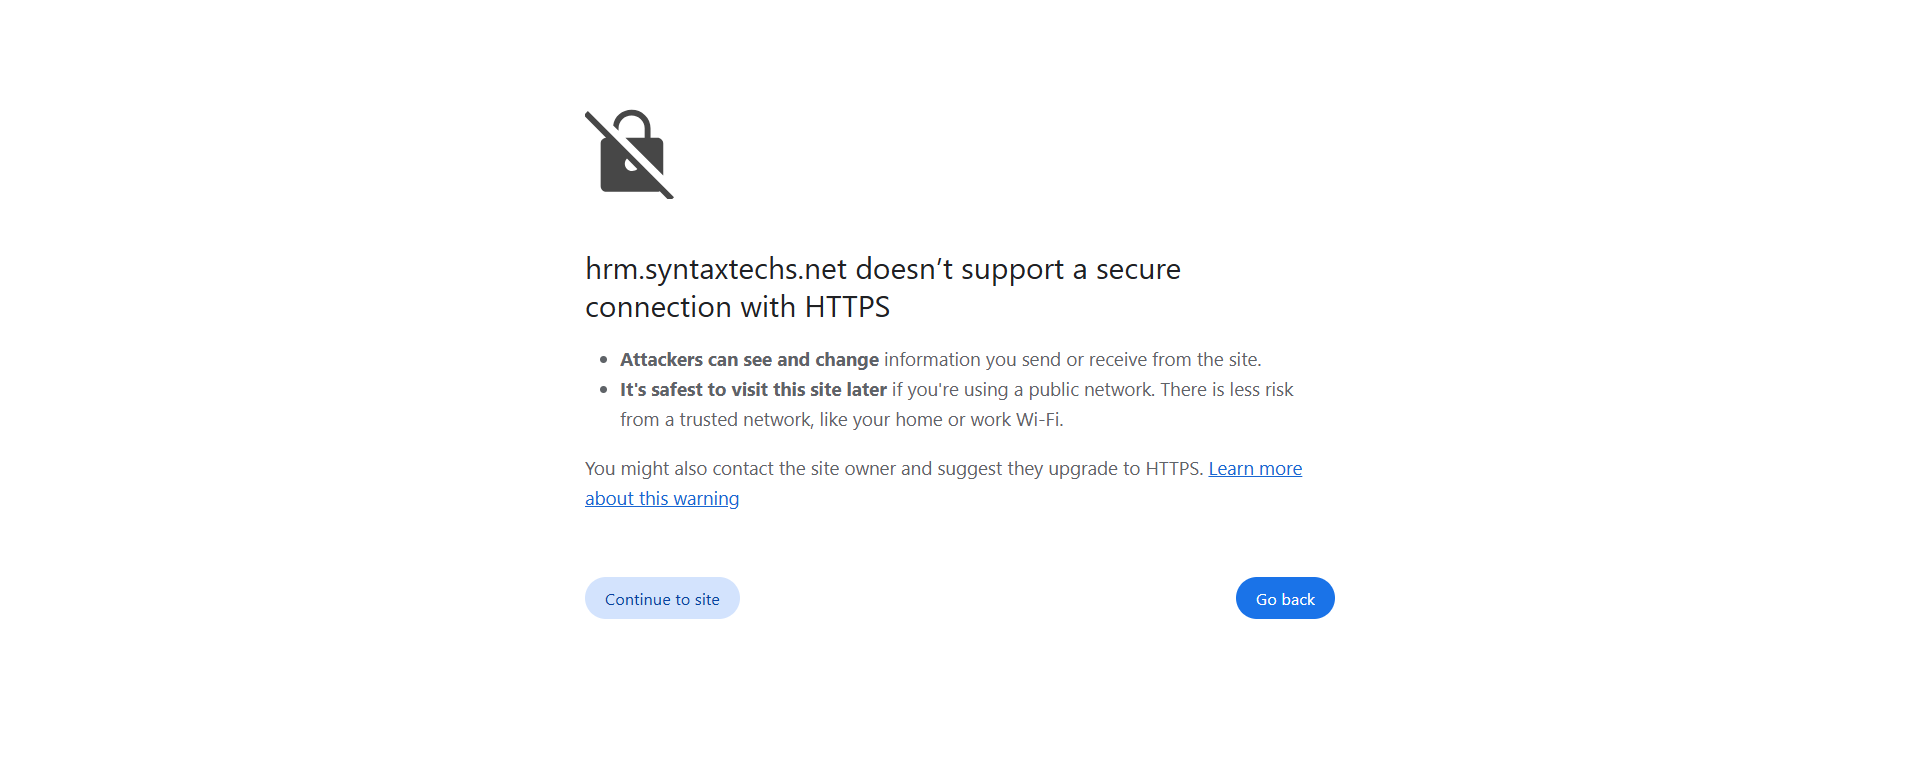 hrm.syntaxtechs.net doesn’t support a secure
connection with HTTPS
Attackers can see and change information you send or receive from the site.
It's safest to visit this site later if you're using a public network. There is less risk
from a trusted network, like your home or work Wi-Fi.
You might also contact the site owner and suggest they upgrade to HTTPS. Learn more
about this warning
Continue to site
Go back